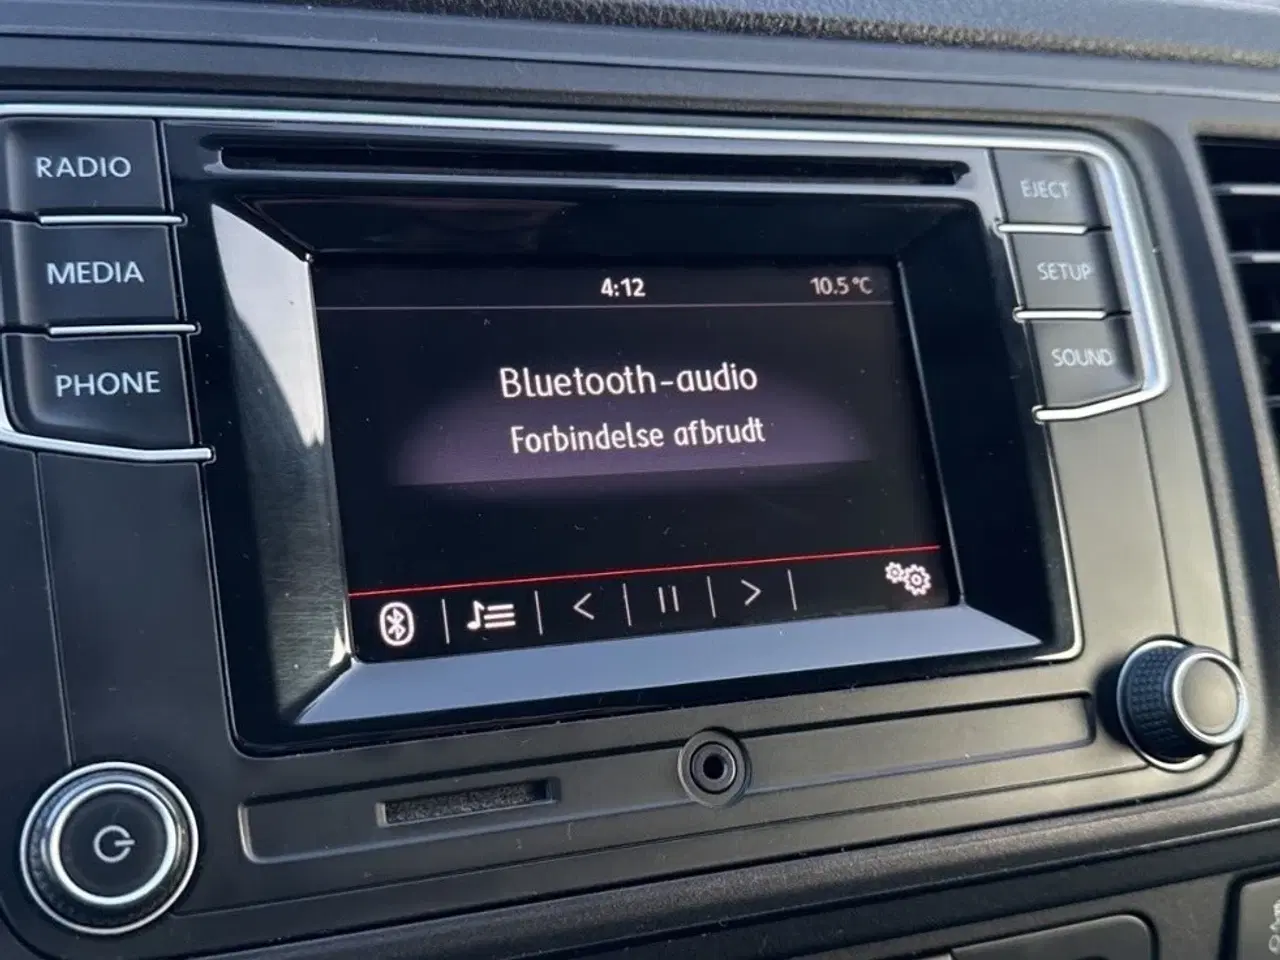 RADIO
MEDIA
PHONE
4:12
10.5 °C
Bluetooth-audio
Forbindelse afbrudt
EJECT
SETUP
SOUND